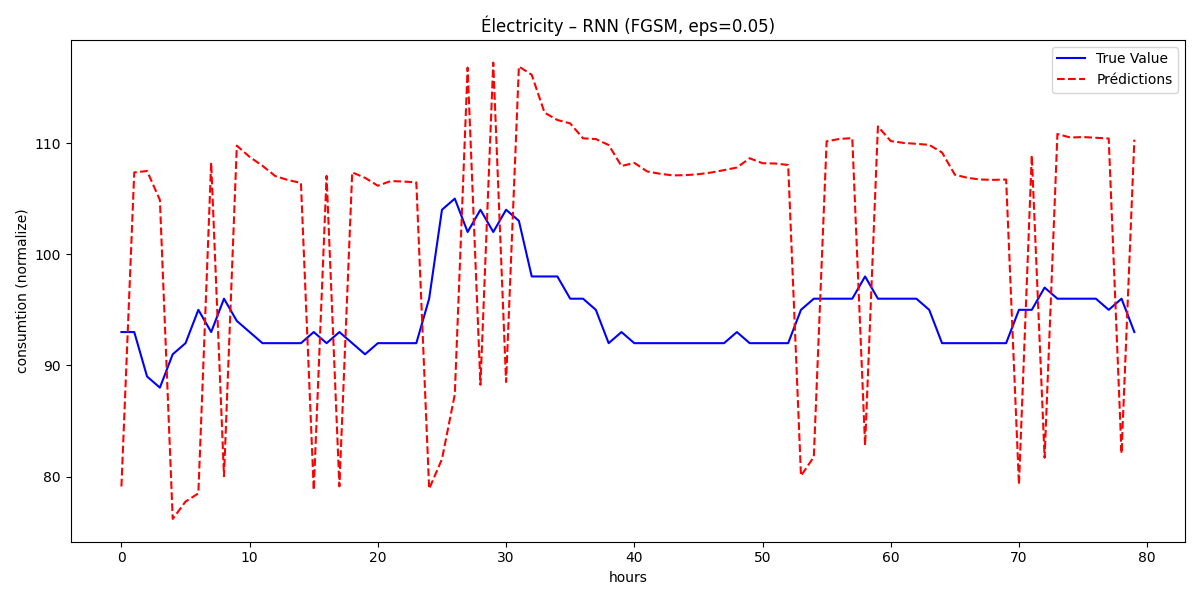 Électricity – RNN (FGSM, eps=0.05)
True Value
Prédictions
consumtion (normalize)
110
100
90
80
0 10 20 30 40 50 60 70 80
hours